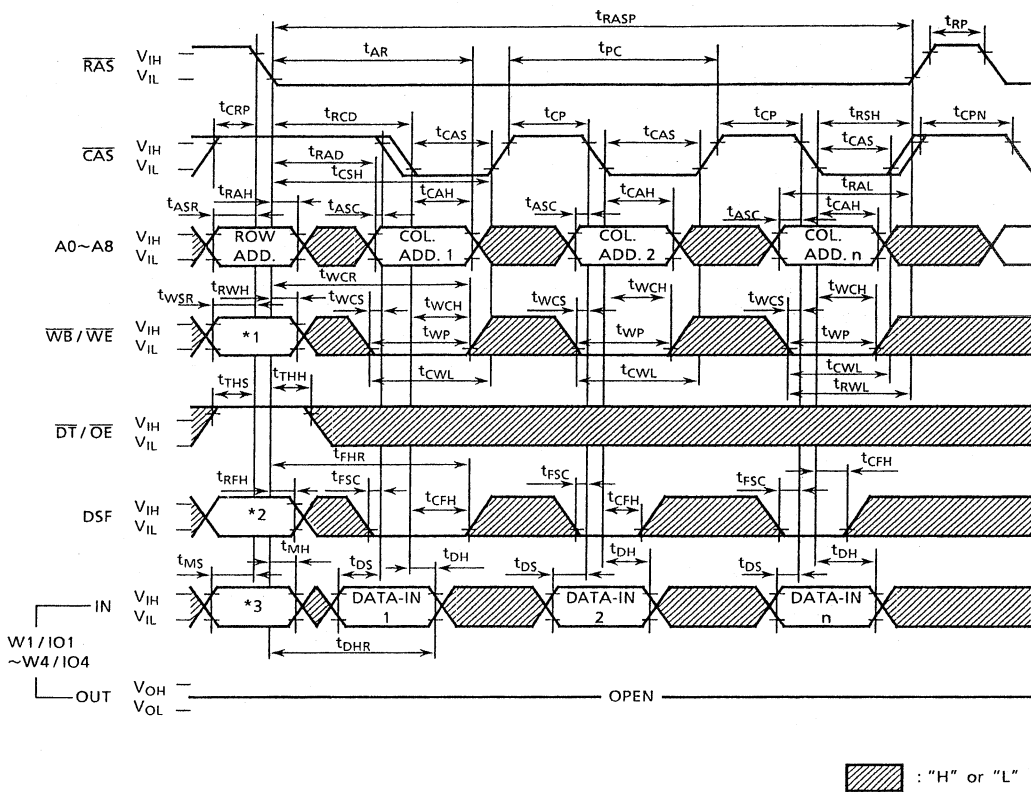 tRASP
tAR
tPC
tRP
RAS VIH
VIL
tCRP
tRCD
tCAS
tCP
tCAS
tCP
tRSH
tCPN
CAS VIH
VIL
tRAD
tCAS
tCSH
tRAL
tRAH
tASR
tASC
tCAH
tASC
tCAH
tASC
tCAH
A0~A8 VIH
VIL
ROW ADD.
COL. ADD. 1
COL. ADD. 2
COL. ADD. n
tWCR
tWSR
tRWH
tWCS
tWCH
tWCS
tWCH
tWCS
tWCH
WB/WE VIH
VIL
*1
tWP
tWP
tWP
tCWL
tCWL
tCWL
tRWL
tTHS
tTHH
DT/OE VIH
VIL
tFHR
tRFH
tFSC
tCFH
tFSC
tCFH
tFSC
tCFH
DSF VIH
VIL
*2
tMS
tMH
tDS
tDH
tDS
tDH
tDS
tDH
IN VIH
VIL
*3
DATA-IN 1
DATA-IN 2
DATA-IN n
W1/IO1
~W4/IO4
tDHR
OUT VOH
VOL
OPEN
: "H" or "L"